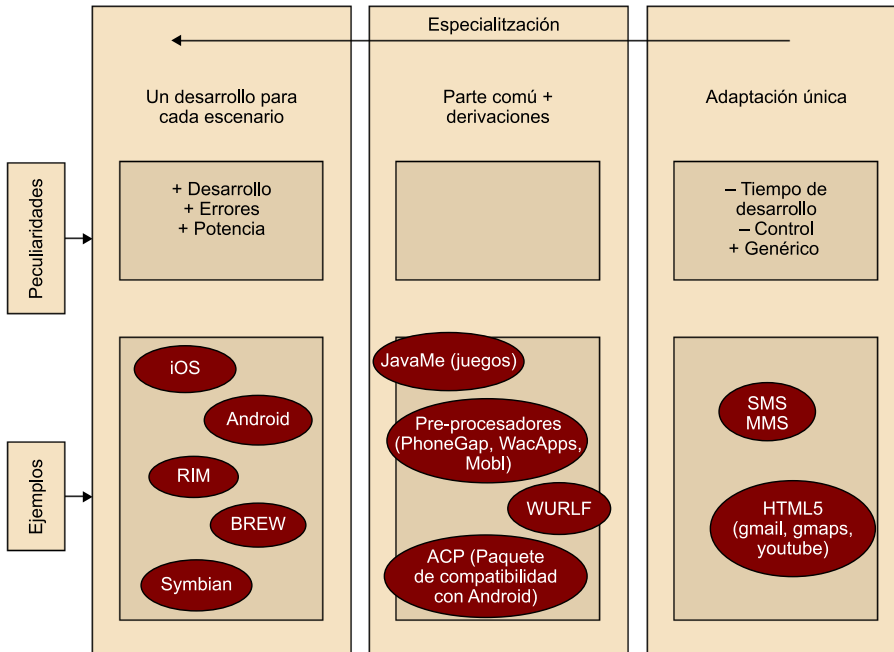 Especialitzación
Un desarrollo para
cada escenario
Parte comú +
derivaciones
Adaptación única
Peculiaridades
+ Desarrollo
+ Errores
+ Potencia
– Tiempo de
desarrollo
– Control
+ Genérico
Ejemplos
iOS
Android
RIM
BREW
Symbian
JavaMe (juegos)
Pre-procesadores
(PhoneGap, WacApps,
Mobl)
WURLF
ACP (Paquete
de compatibilidad
con Android)
SMS
MMS
HTML5
(gmail, gmaps,
youtube)